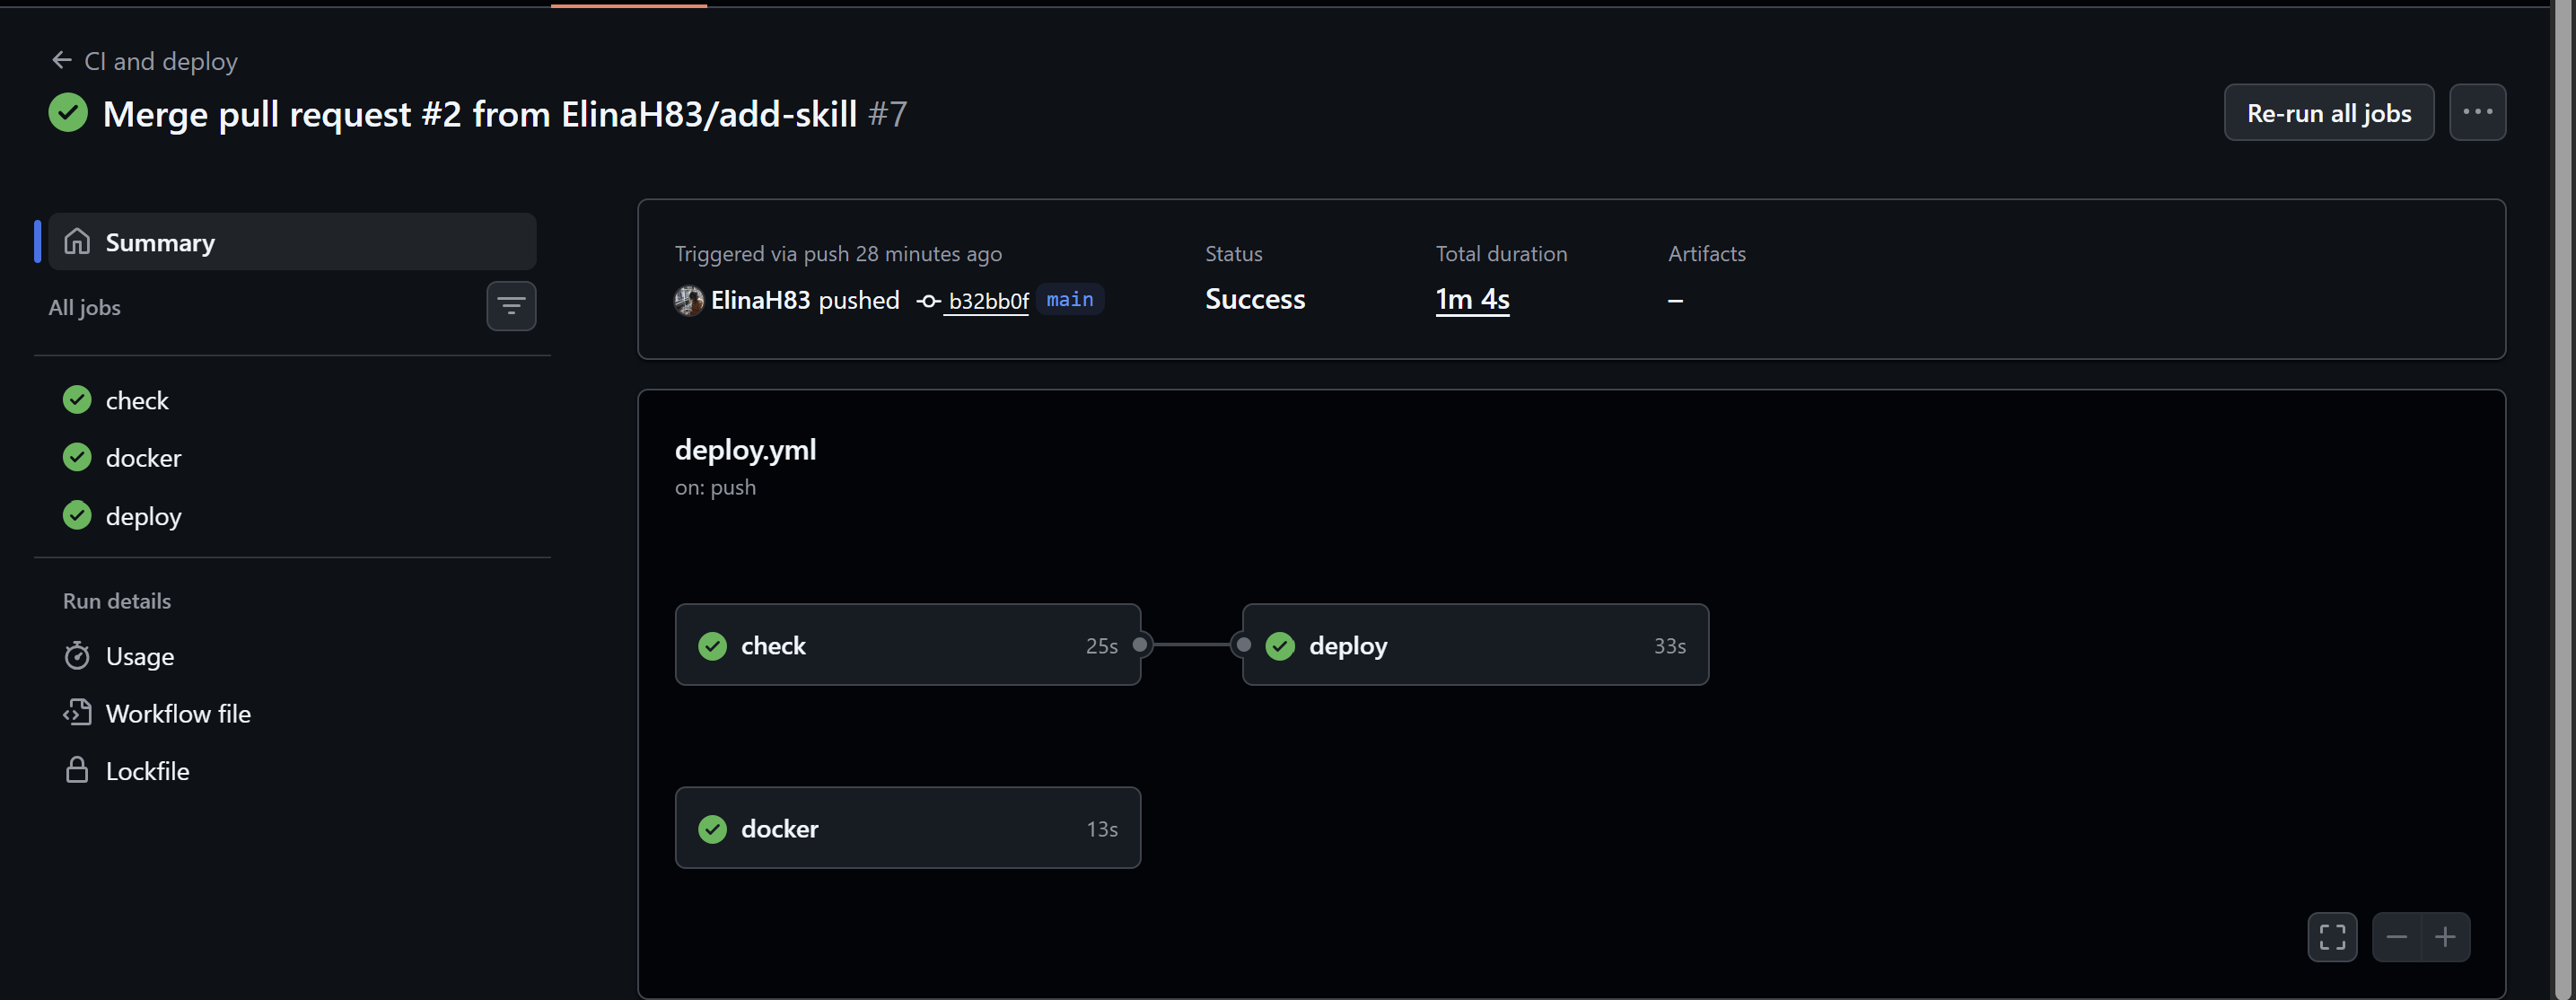 CI and deploy
Merge pull request #2 from ElinaH83/add-skill #7
Re-run all jobs
Summary
All jobs
check
docker
deploy
Run details
Usage
Workflow file
Lockfile
Triggered via push 28 minutes ago
ElinaH83 pushed b32bb0f main
Status
Success
Total duration
1m 4s
Artifacts
–
deploy.yml
on: push
check 25s
deploy 33s
docker 13s